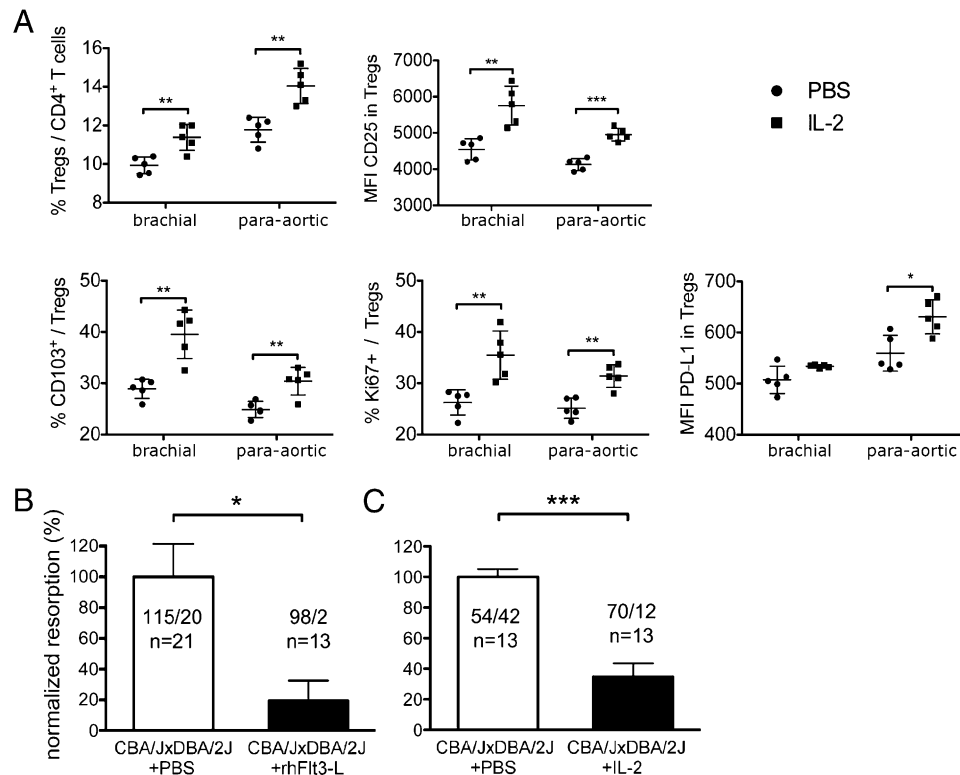 A
% Tregs / CD4+ T cells
16
14
12
10
8
**
**
brachial
para-aortic
MFI CD25 in Tregs
7000
6000
5000
4000
3000
**
***
brachial
para-aortic
PBS
IL-2
% CD103+ / Tregs
50
40
30
20
**
**
brachial
para-aortic
% Ki67+ / Tregs
50
40
30
20
**
**
brachial
para-aortic
MFI PD-L1 in Tregs
700
600
500
400
*
brachial
para-aortic
B
normalized resorption (%)
120
100
80
60
40
20
0
*
115/20
n=21
98/2
n=13
CBA/JxDBA/2J
+PBS
CBA/JxDBA/2J
+rhFlt3-L
C
120
100
80
60
40
20
0
***
54/42
n=13
70/12
n=13
CBA/JxDBA/2J
+PBS
CBA/JxDBA/2J
+IL-2